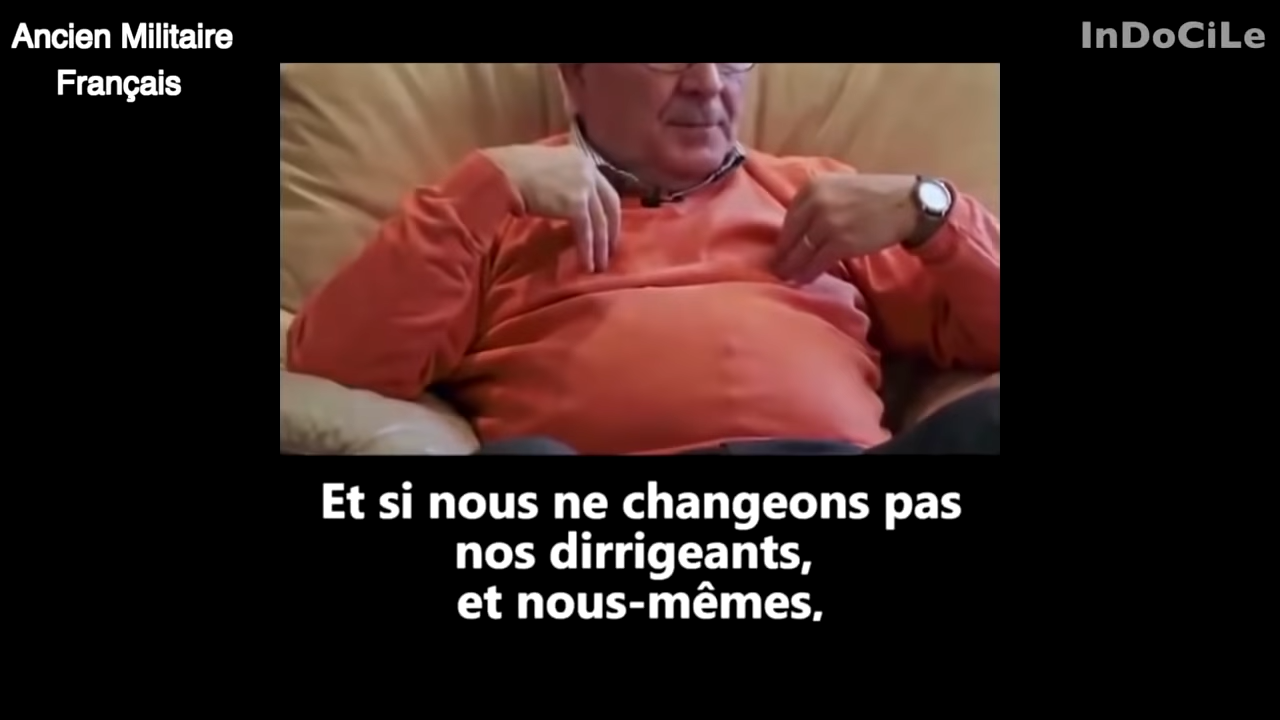 Ancien Militaire
Français
InDoCiLe
Et si nous ne changeons pas
nos dirrigeants,
et nous-mêmes,